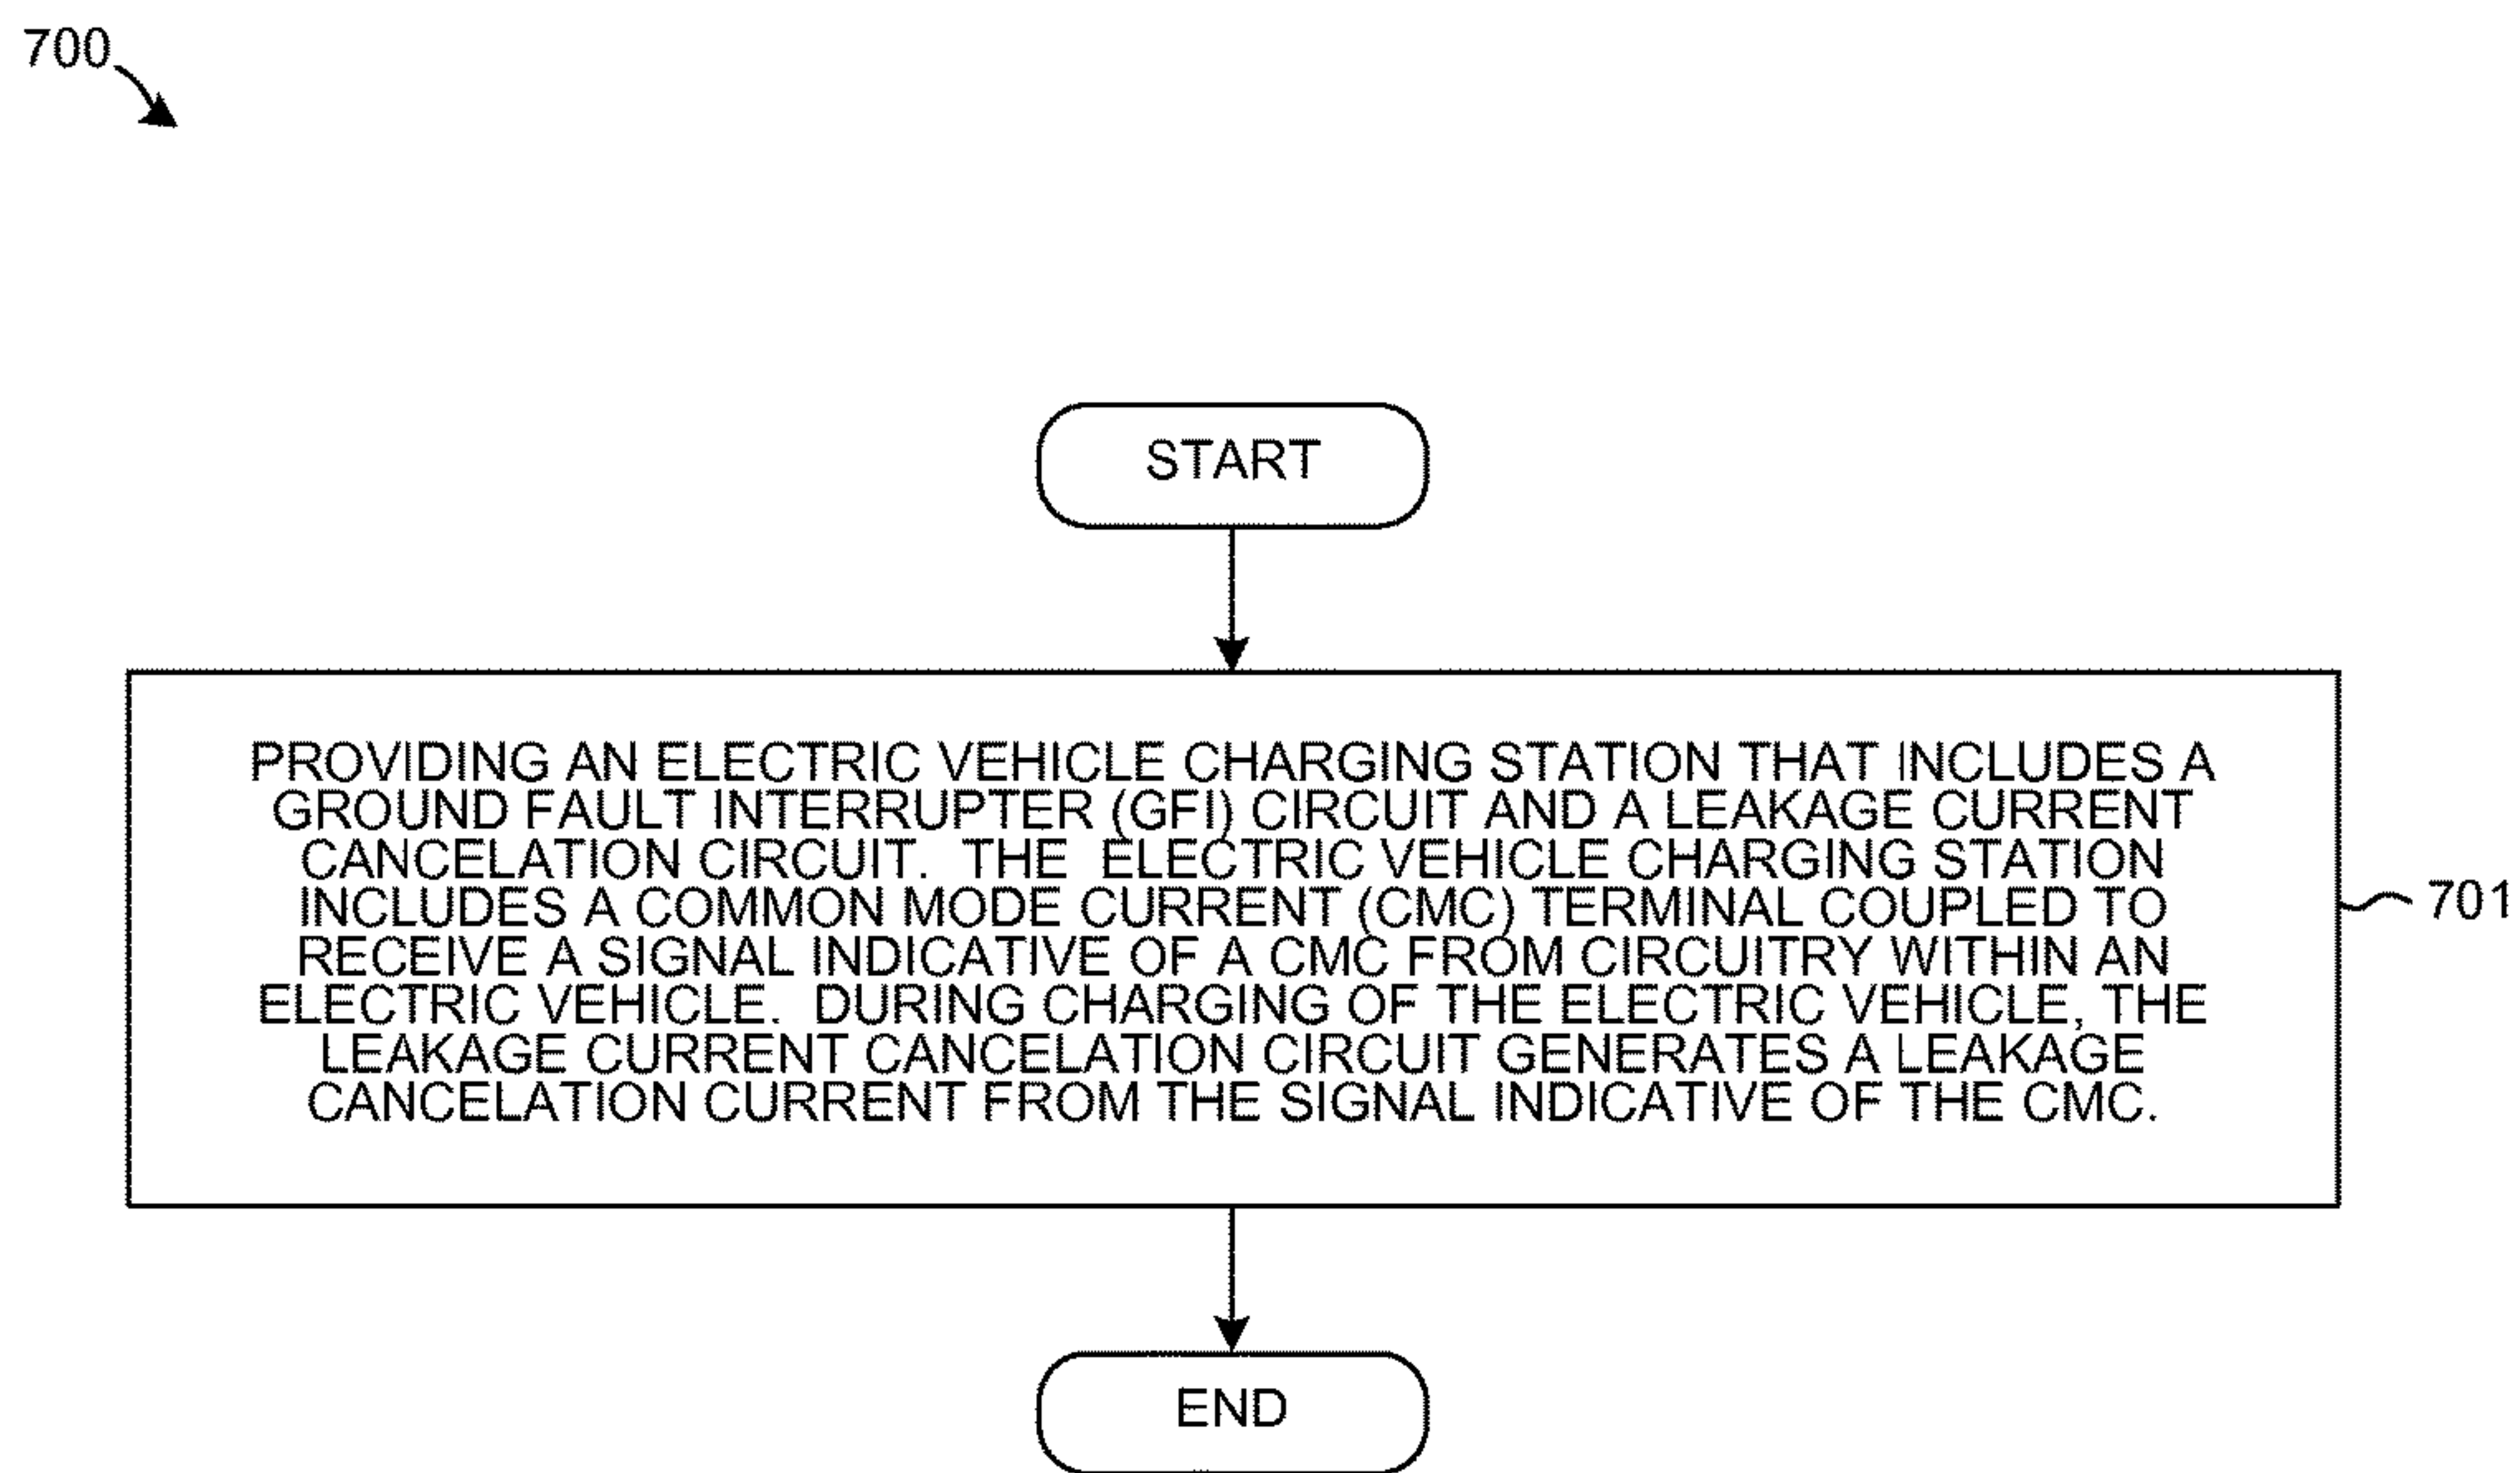 700
START
PROVIDING AN ELECTRIC VEHICLE CHARGING STATION THAT INCLUDES A
GROUND FAULT INTERRUPTER (GFI) CIRCUIT AND A LEAKAGE CURRENT
CANCELATION CIRCUIT. THE ELECTRIC VEHICLE CHARGING STATION
INCLUDES A COMMON MODE CURRENT (CMC) TERMINAL COUPLED TO
RECEIVE A SIGNAL INDICATIVE OF A CMC FROM CIRCUITRY WITHIN AN
ELECTRIC VEHICLE. DURING CHARGING OF THE ELECTRIC VEHICLE, THE
LEAKAGE CURRENT CANCELATION CIRCUIT GENERATES A LEAKAGE
CANCELATION CURRENT FROM THE SIGNAL INDICATIVE OF THE CMC.
701
END